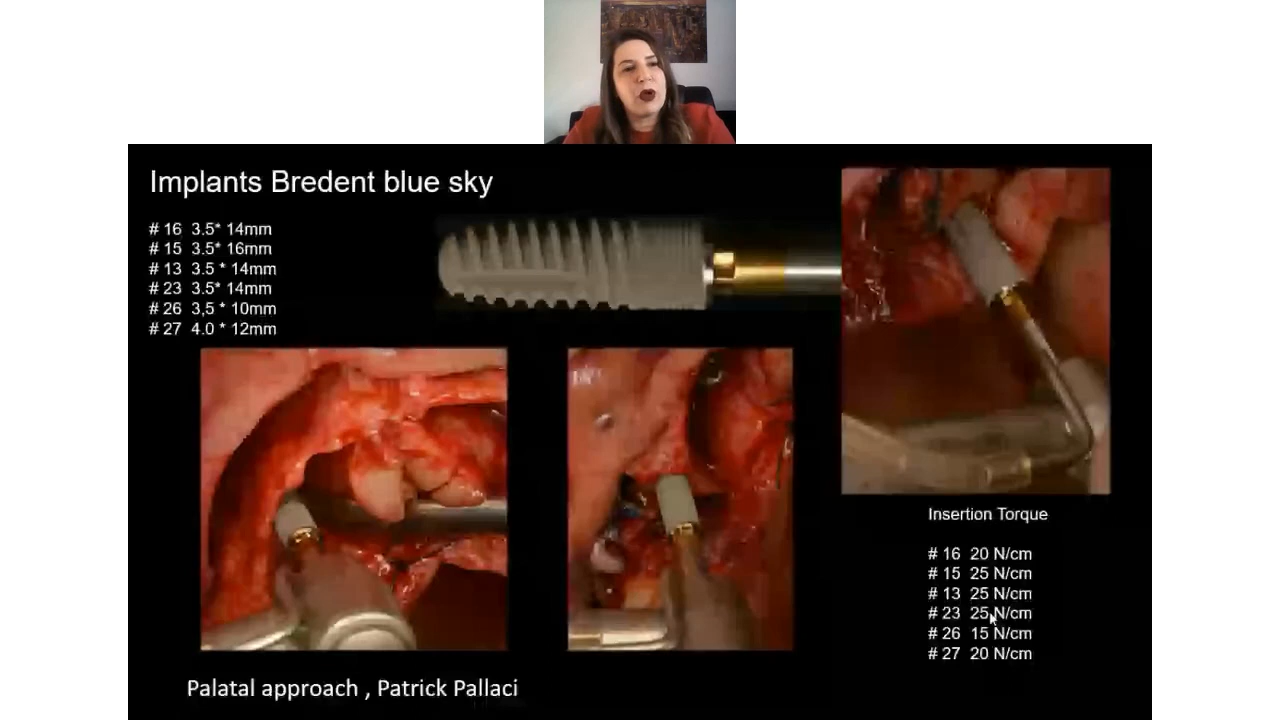 Implants Bredent blue sky
# 16 3.5* 14mm
# 15 3.5* 16mm
# 13 3.5 * 14mm
# 23 3.5* 14mm
# 26 3,5 * 10mm
# 27 4.0 * 12mm
Insertion Torque
# 16 20 N/cm
# 15 25 N/cm
# 13 25 N/cm
# 23 25 N/cm
# 26 15 N/cm
# 27 20 N/cm
Palatal approach , Patrick Pallaci